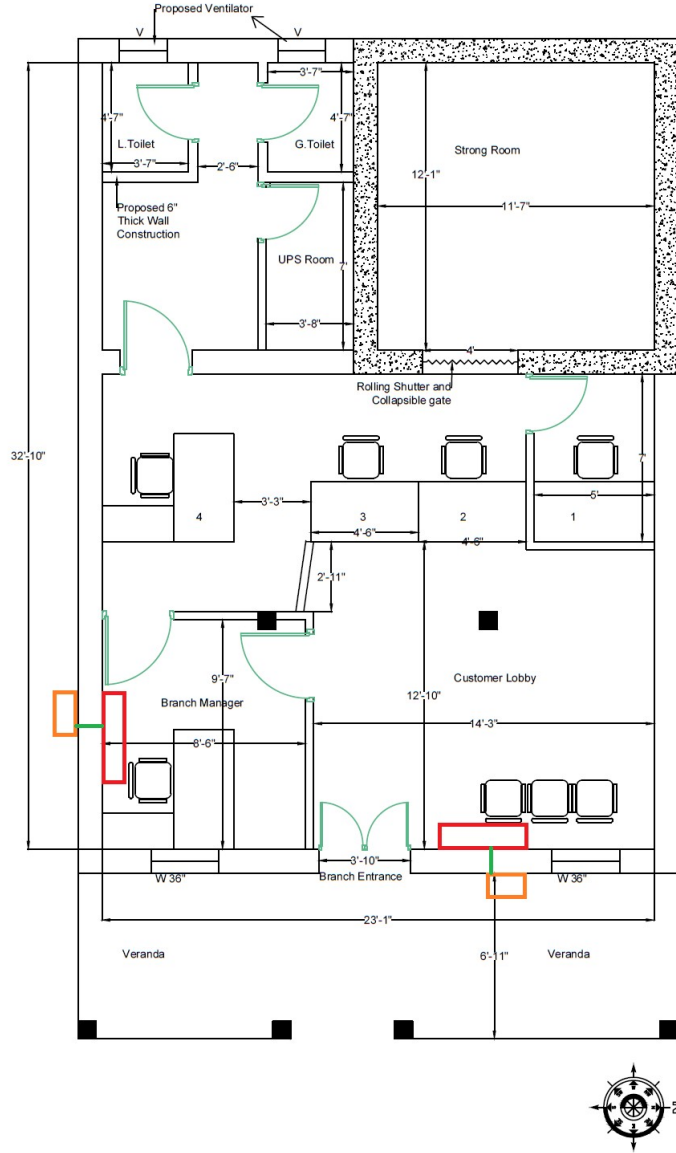 Proposed Ventilator
V
V
3'-7"
4'-7"
4'-7"
L.Toilet
G.Toilet
3'-7"
2'-6"
Strong Room
12'-1"
11'-7"
Proposed 6"
Thick Wall
Construction
UPS Room
7'
3'-8"
4'
Rolling Shutter and
Collapsible gate
32'-10"
7'
3'-3"
5'
4
3
2
1
4'-6"
4'-6"
2'-11"
9'-7"
Customer Lobby
12'-10"
Branch Manager
14'-3"
8'-6"
3'-10"
W 36"
Branch Entrance
W 36"
23'-1"
Veranda
6'-11"
Veranda